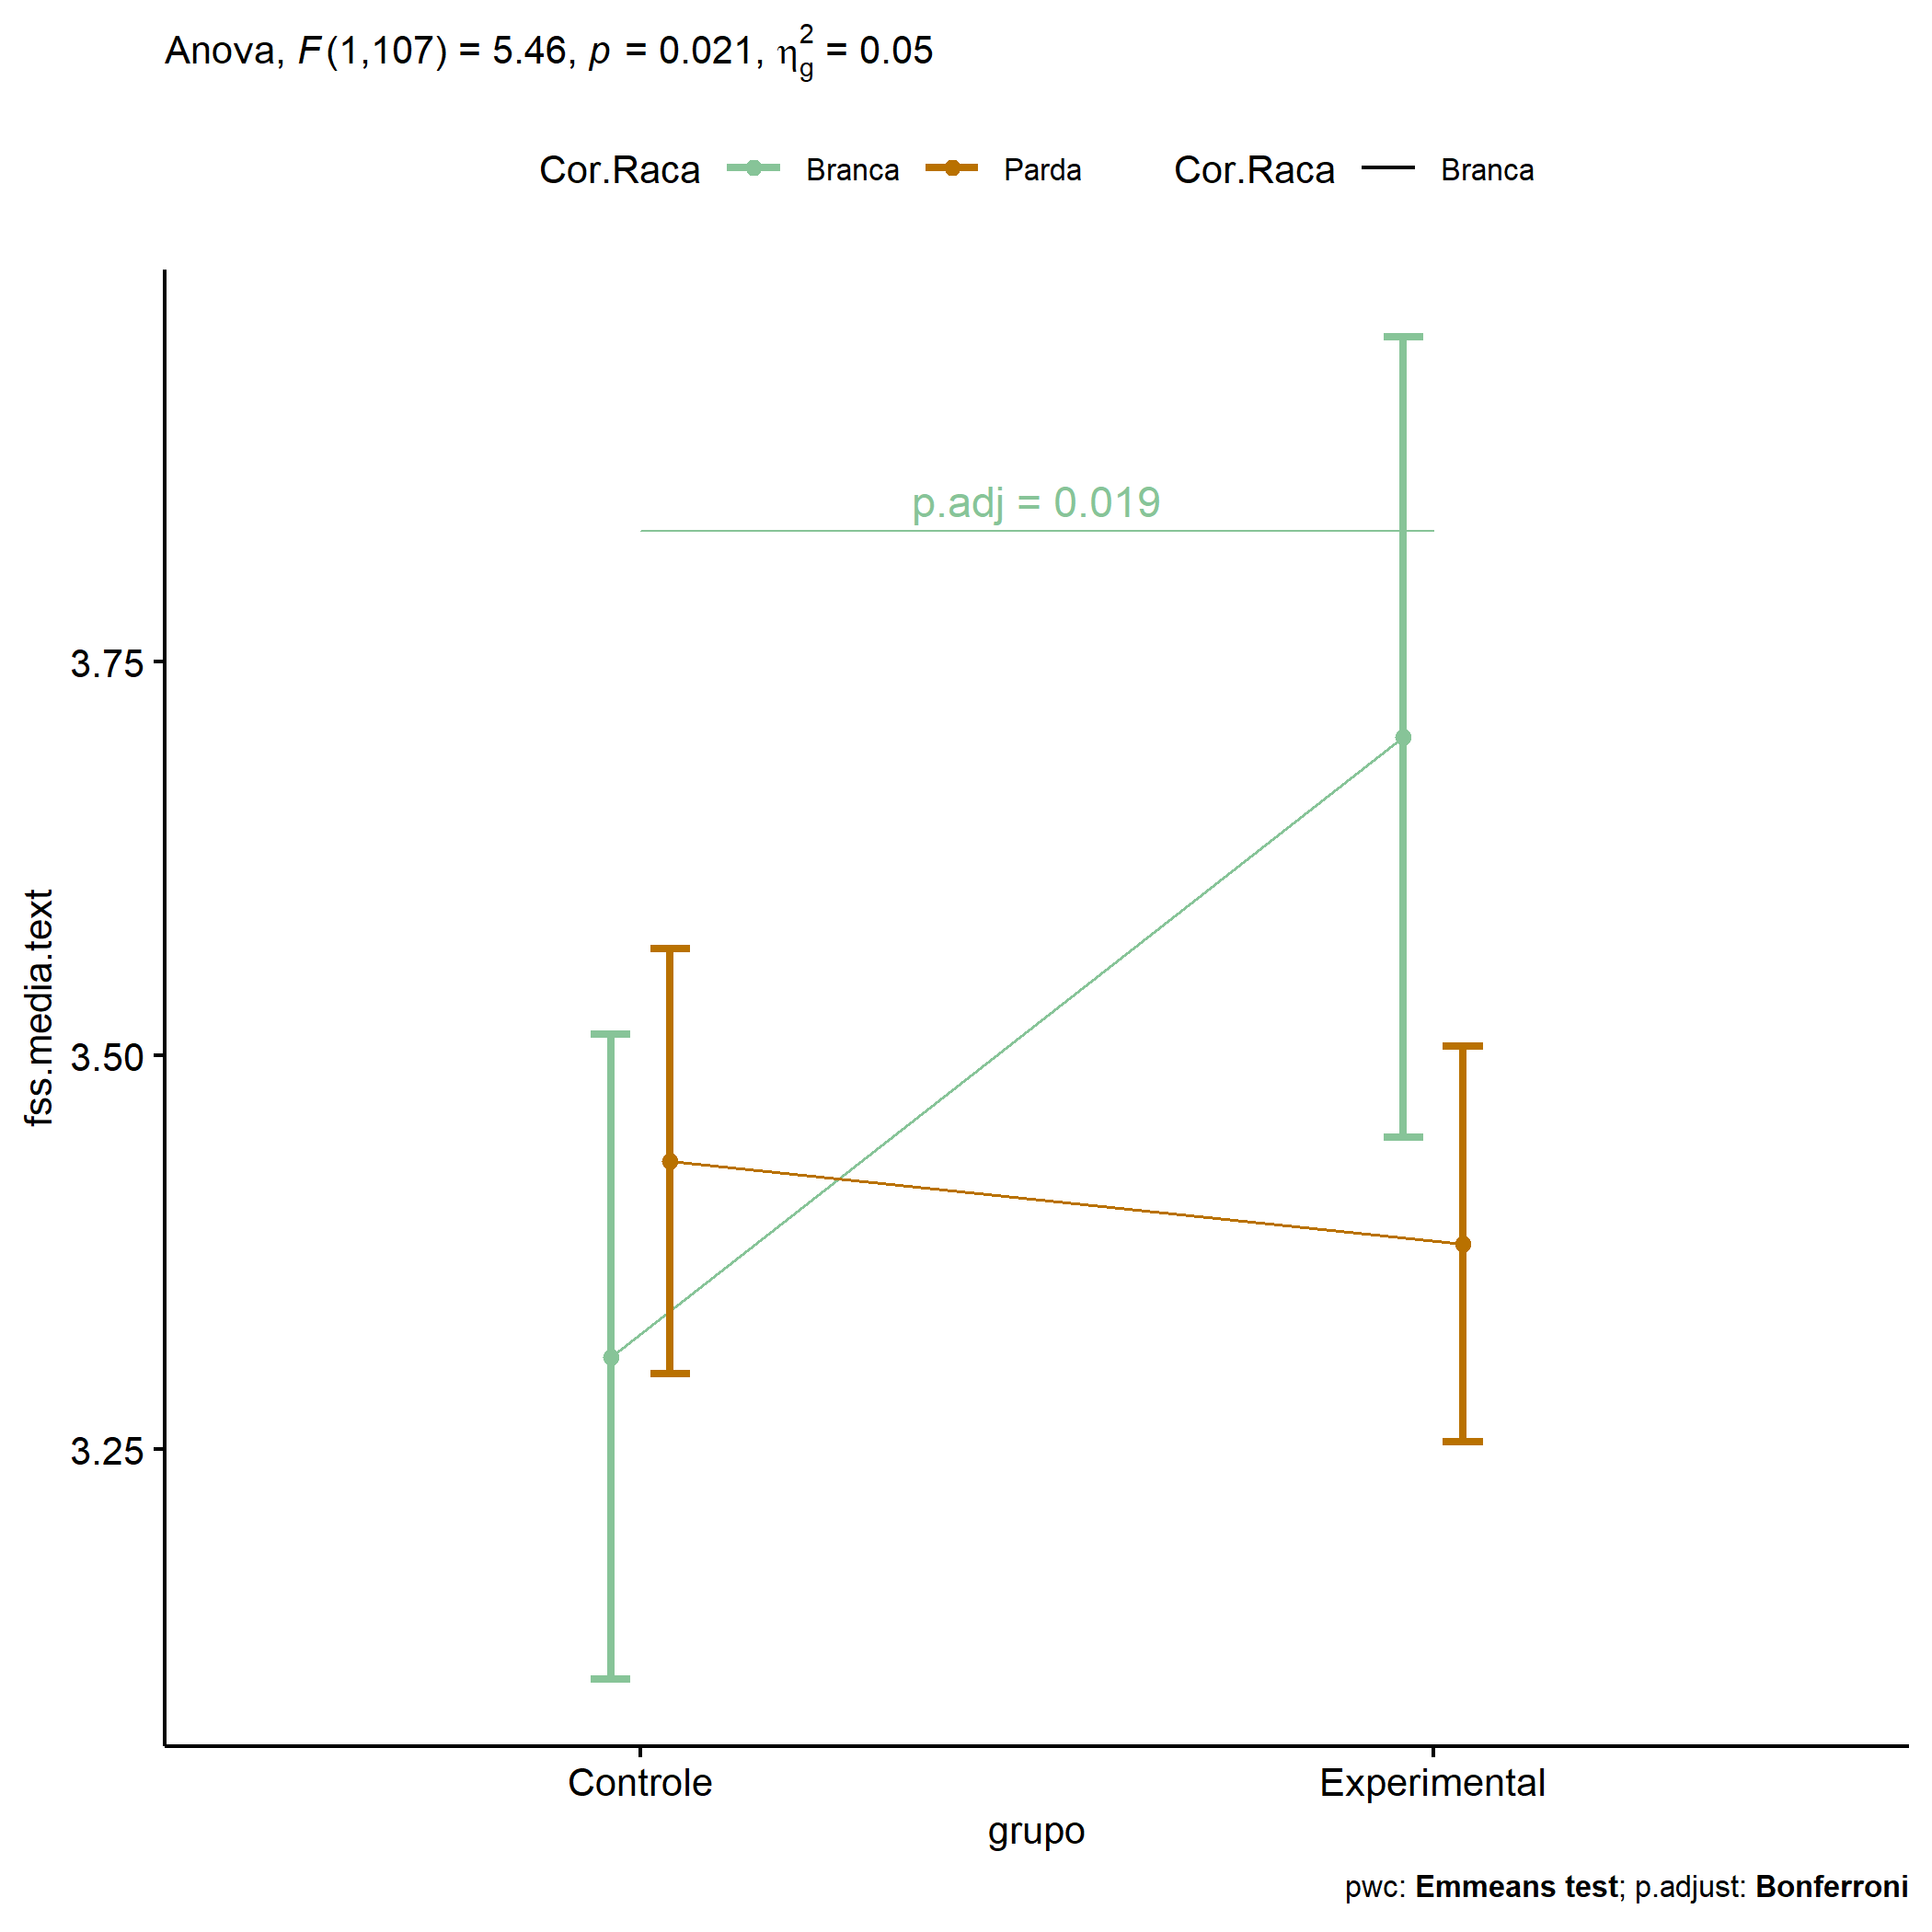 Anova, F(1,107) = 5.46, p = 0.021, η²g = 0.05
Cor.Raca Branca Parda Cor.Raca Branca
p.adj = 0.019
3.75
3.50
3.25
fss.media.text
Controle Experimental
grupo
pwc: Emmeans test; p.adjust: Bonferroni